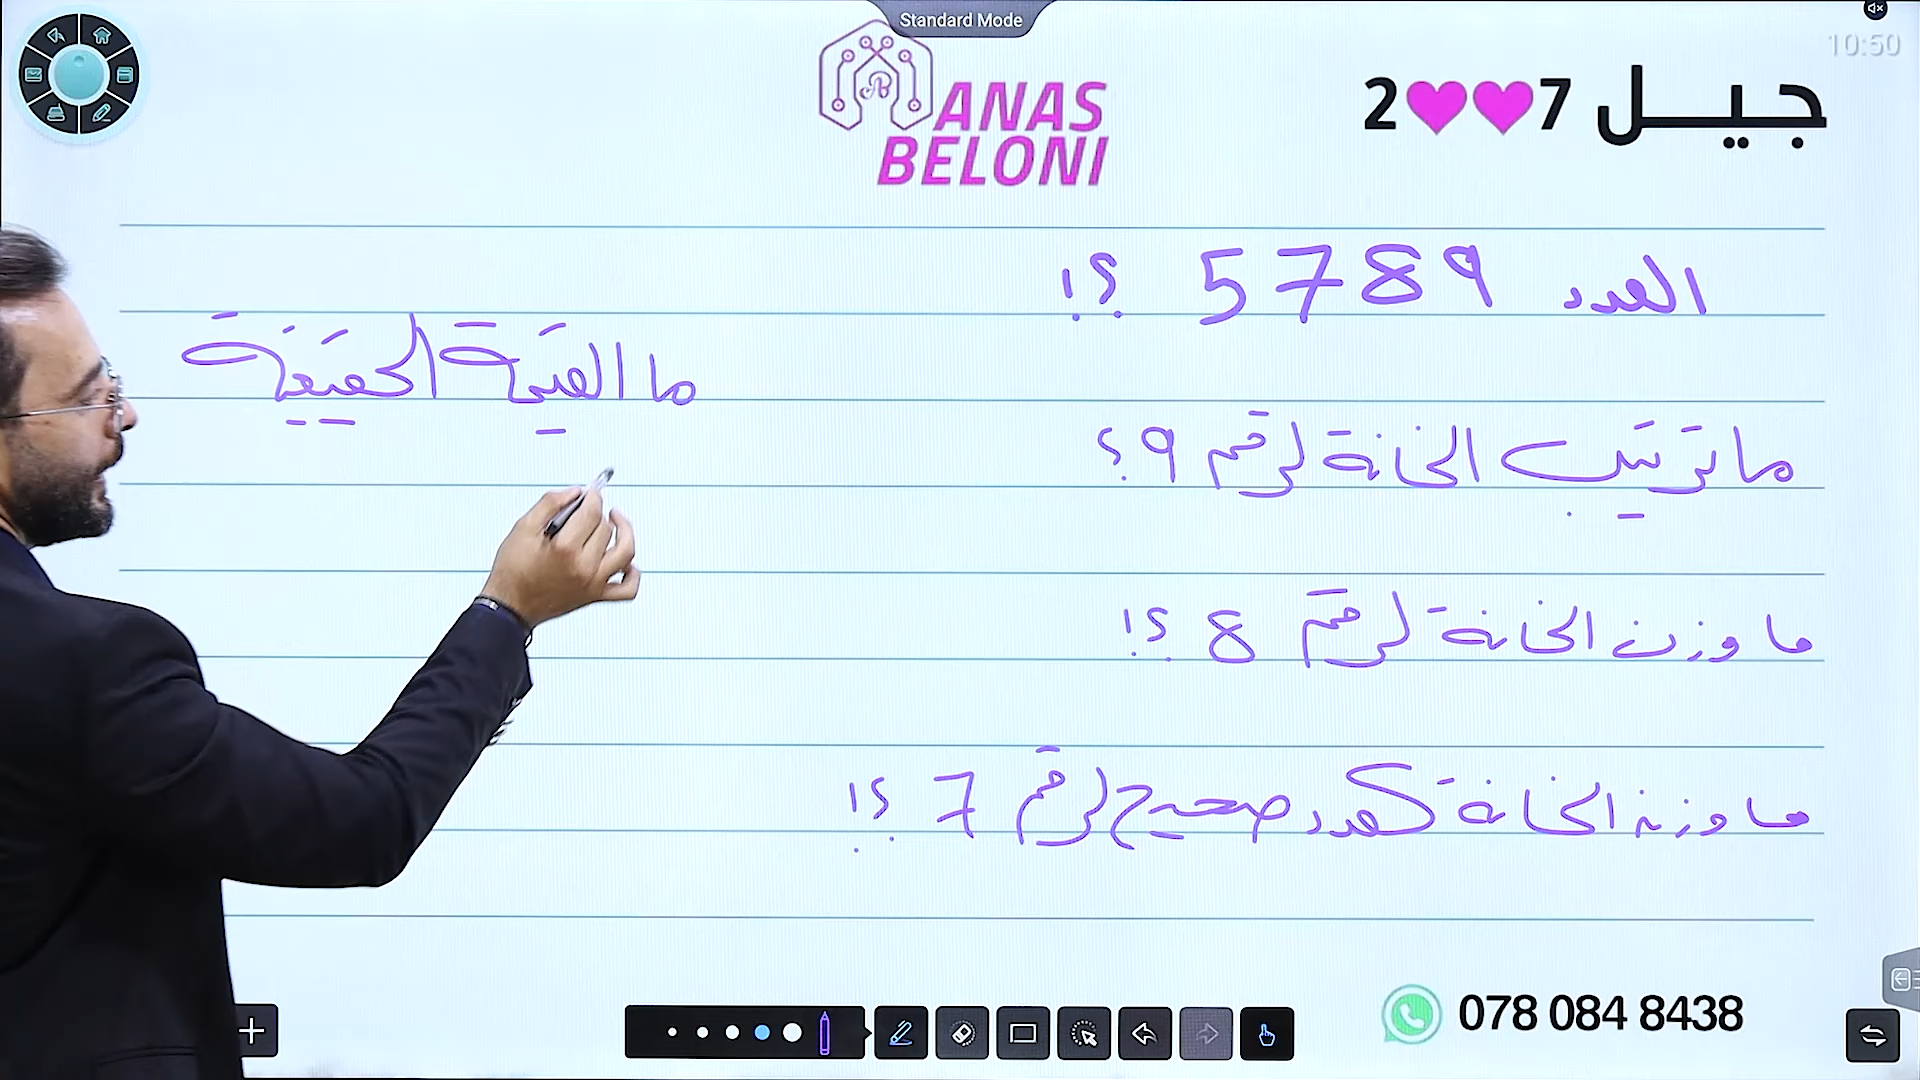 Standard Mode
10:50
ANAS
BELONI
جيل 2007
العدد 5789 ؟!
ما القيمة الحقيقية
ما ترتيب الخانة لرقم 9؟
ما وزن الخانة لرقم 8 ؟!
ما وزن الخانة كعدد صحيح لرقم 7 ؟!
078 084 8438